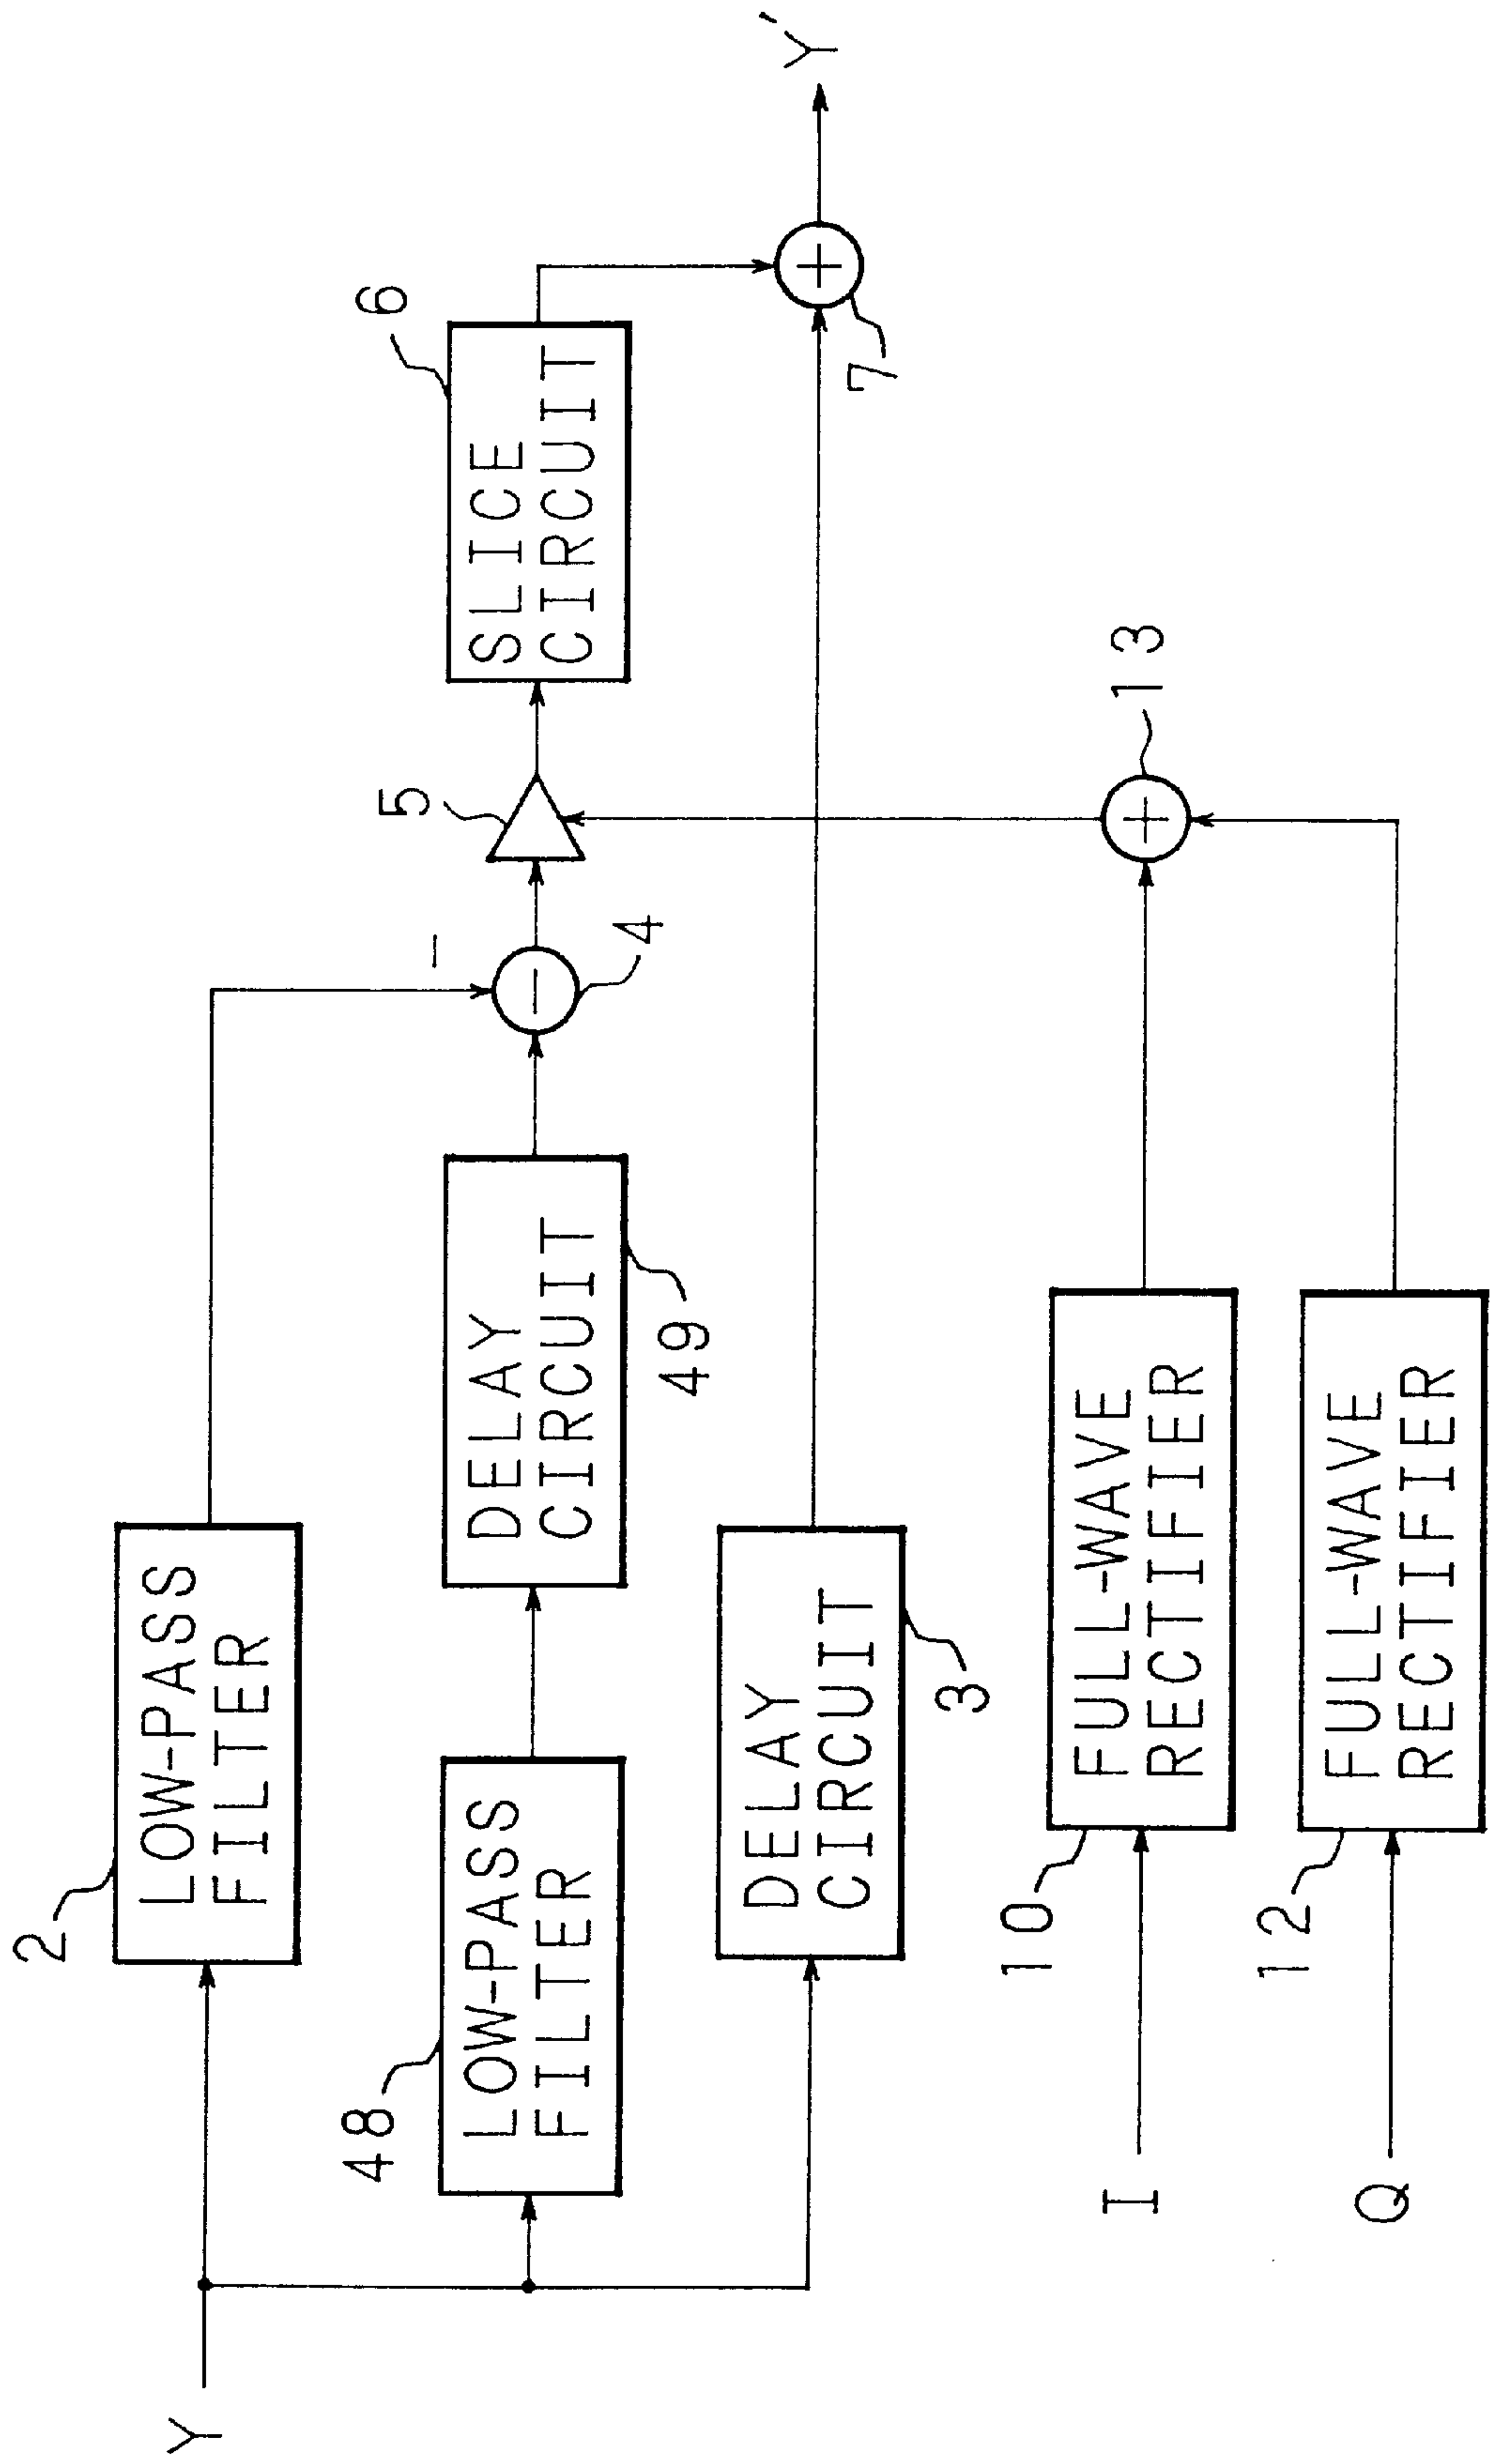 Y
2
LOW-PASS
FILTER
48
LOW-PASS
FILTER
DELAY
CIRCUIT
49
DELAY
CIRCUIT
3
−
−
4
5
SLICE
CIRCUIT
6
+
7
Y'
I
10
FULL-WAVE
RECTIFIER
Q
12
FULL-WAVE
RECTIFIER
+
13